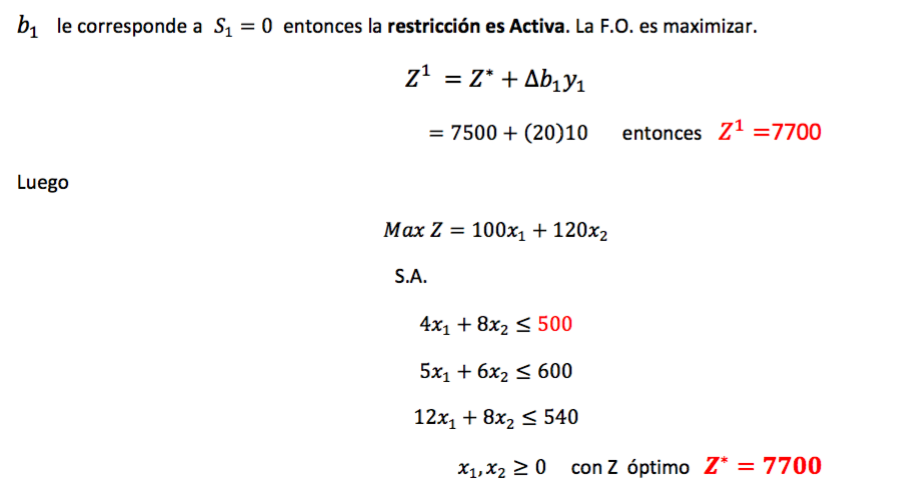 b₁ le corresponde a S₁ = 0 entonces la restricción es Activa. La F.O. es maximizar.
Z¹ = Z* + Δb₁y₁
= 7500 + (20)10 entonces Z¹ =7700
Luego
Max Z = 100x₁ + 120x₂
S.A.
4x₁ + 8x₂ ≤ 500
5x₁ + 6x₂ ≤ 600
12x₁ + 8x₂ ≤ 540
x₁, x₂ ≥ 0 con Z óptimo Z* = 7700